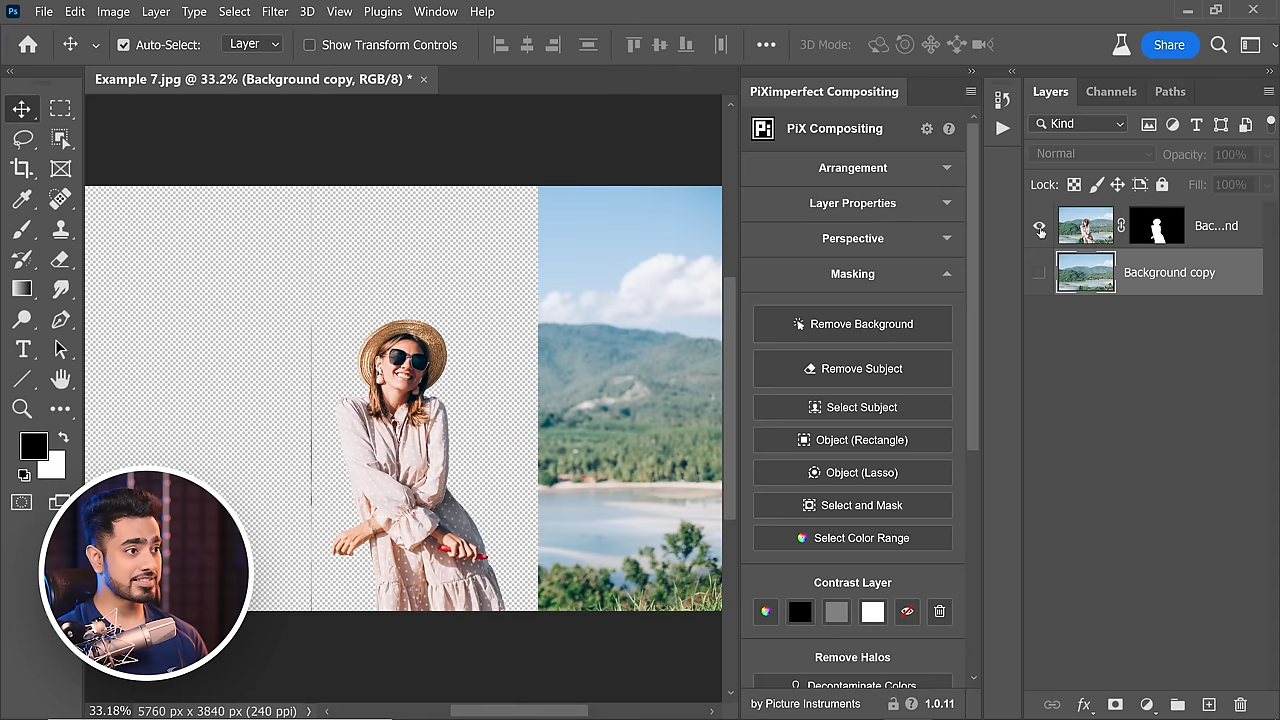 Ps File Edit Image Layer Type Select Filter 3D View Plugins Window Help
Auto-Select: Layer Show Transform Controls 3D Mode: Share
Example 7.jpg @ 33.2% (Background copy, RGB/8) *
PiXimperfect Compositing
Pi PiX Compositing
Arrangement
Layer Properties
Perspective
Masking
Remove Background
Remove Subject
Select Subject
Object (Rectangle)
Object (Lasso)
Select and Mask
Select Color Range
Contrast Layer
Remove Halos
Decontaminate Colors
by Picture Instruments 1.0.11
Layers Channels Paths
Kind
Normal Opacity: 100%
Lock: Fill: 100%
Bac...nd
Background copy
fx
33.18% 5760 px x 3840 px (240 ppi)